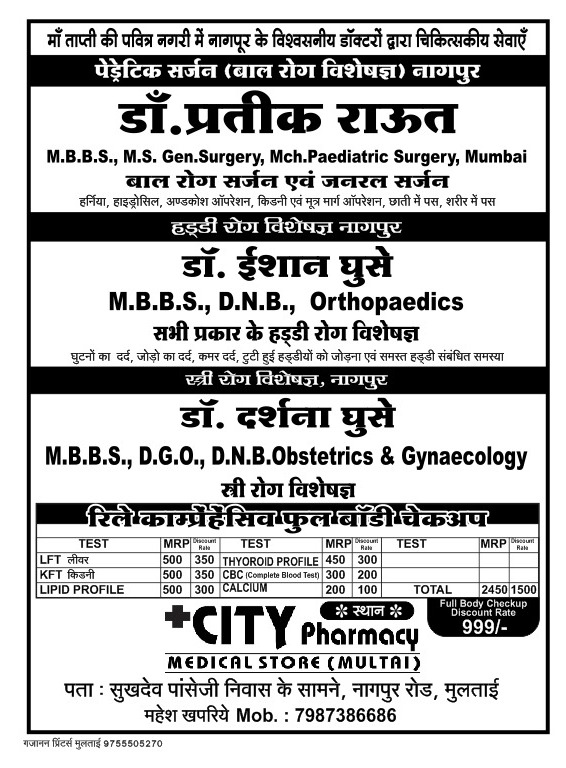 माँ ताप्ती की पवित्र नगरी में नागपूर के विश्वसनीय डॉक्टरों द्वारा चिकित्सकीय सेवाएँ
पेड्रेटिक सर्जन (बाल रोग विशेषज्ञ) नागपुर
डॉ.प्रतीक राऊत
M.B.B.S., M.S. Gen.Surgery, Mch.Paediatric Surgery, Mumbai
बाल रोग सर्जन एवं जनरल सर्जन
हर्निया, हाइड्रोसिल, अण्डकोश ऑपरेशन, किडनी एवं मूत्र मार्ग ऑपरेशन, छाती में पस, शरीर में पस
हड्डी रोग विशेषज्ञ नागपुर
डॉ. ईशान घुसे
M.B.B.S., D.N.B., Orthopaedics
सभी प्रकार के हड्डी रोग विशेषज्ञ
घुटनों का दर्द, जोड़ो का दर्द, कमर दर्द, टुटी हुई हड्डीयों को जोड़ना एवं समस्त हड्डी संबंधित समस्या
स्त्री रोग विशेषज्ञ, नागपुर
डॉ. दर्शना घुसे
M.B.B.S., D.G.O., D.N.B.Obstetrics & Gynaecology
स्त्री रोग विशेषज्ञ
रिले काम्प्रेंहेंसिव फुल बॉडी चेकअप
TEST MRP Discount Rate TEST MRP Discount Rate TEST MRP Discount Rate
LFT लीवर 500 350 THYOROID PROFILE 450 300
KFT किडनी 500 350 CBC (Complete Blood Test) 300 200
LIPID PROFILE 500 300 CALCIUM 200 100 TOTAL 2450 1500
Full Body Checkup
Discount Rate
999/-
स्थान
CITY Pharmacy
MEDICAL STORE (MULTAI)
पता : सुखदेव पांसेजी निवास के सामने, नागपुर रोड, मुलताई
महेश खपरिये Mob. : 7987386686
गजानन प्रिंटर्स मुलताई 9755505270